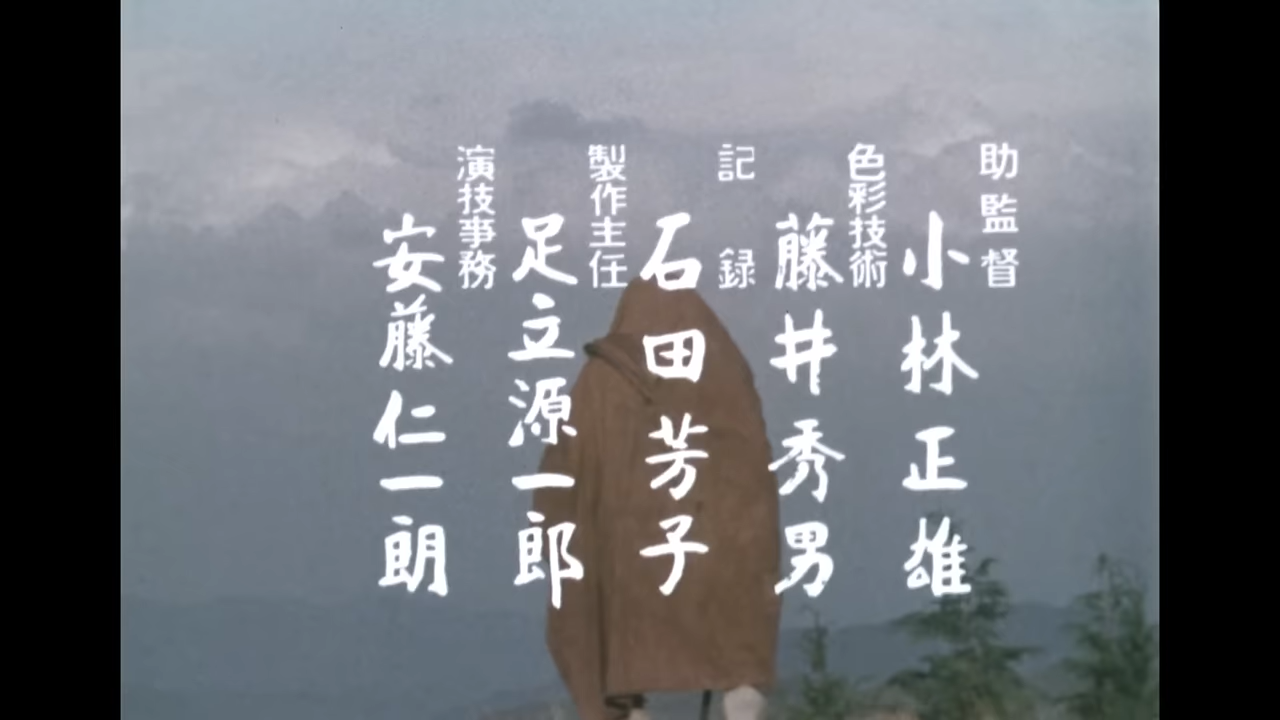 助監督
小林正雄
色彩技術
藤井秀男
記録
石田芳子
製作主任
足立源一郎
演技事務
安藤仁一朗